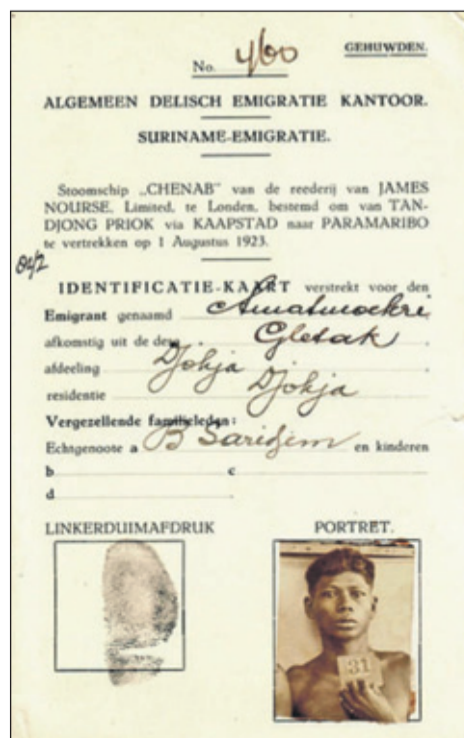 GEHUWDEN.
No. 460
ALGEMEEN DELISCH EMIGRATIE KANTOOR.
SURINAME-EMIGRATIE.
Stoomschip „CHENAB" van de reederij van JAMES
NOURSE, Limited, te Londen, bestemd om van TAN-
DJONG PRIOK via KAAPSTAD naar PARAMARIBO
te vertrekken op 1 Augustus 1923.
IDENTIFICATIE-KAART verstrekt voor den
Emigrant genaamd Amatmoekri
afkomstig uit de desa Gletak.
afdeeling Djokja
residentie Djokja
Vergezellende familieleden:
Echtgenoote a B Saridjem en kinderen
b c
d
LINKERDUIMAFDRUK PORTRET.
31